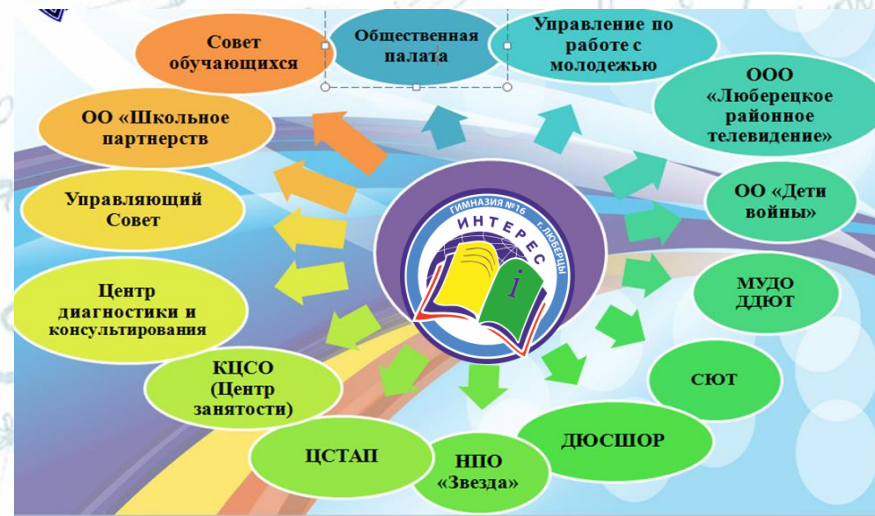 Совет
обучающихся
Общественная
палата
Управление по
работе с
молодежью
ООО
«Люберецкое
районное
телевидение»
ОО «Школьное
партнерств
Управляющий
Совет
ОО «Дети
войны»
ГИМНАЗИЯ №16
г. ЛЮБЕРЦЫ
ИНТЕРЕС
i
Центр
диагностики и
консультирования
МУДО
ДДЮТ
КЦСО
(Центр
занятости)
СЮТ
ЦСТАП
НПО
«Звезда»
ДЮСШОР